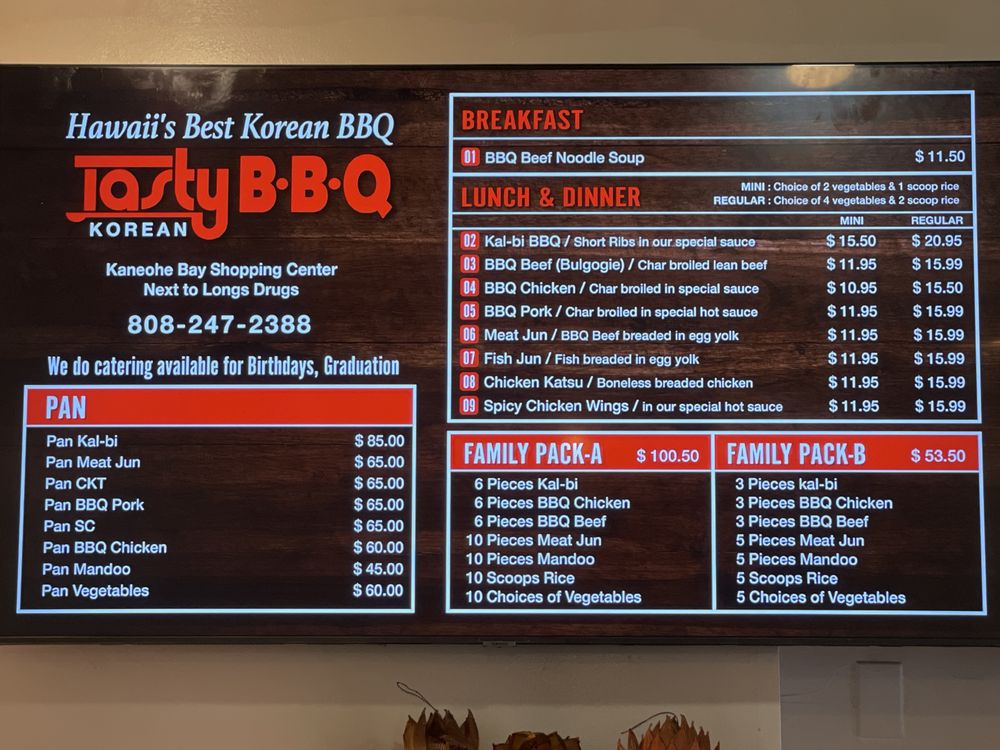 Hawaii's Best Korean BBQ
Tasty B·B·Q
KOREAN
Kaneohe Bay Shopping Center
Next to Longs Drugs
808-247-2388
We do catering available for Birthdays, Graduation
PAN
Pan Kal-bi $ 85.00
Pan Meat Jun $ 65.00
Pan CKT $ 65.00
Pan BBQ Pork $ 65.00
Pan SC $ 65.00
Pan BBQ Chicken $ 60.00
Pan Mandoo $ 45.00
Pan Vegetables $ 60.00
BREAKFAST
01 BBQ Beef Noodle Soup $ 11.50
LUNCH & DINNER
MINI : Choice of 2 vegetables & 1 scoop rice
REGULAR : Choice of 4 vegetables & 2 scoop rice
MINI REGULAR
02 Kal-bi BBQ / Short Ribs in our special sauce $ 15.50 $ 20.95
03 BBQ Beef (Bulgogie) / Char broiled lean beef $ 11.95 $ 15.99
04 BBQ Chicken / Char broiled in special sauce $ 10.95 $ 15.50
05 BBQ Pork / Char broiled in special hot sauce $ 11.95 $ 15.99
06 Meat Jun / BBQ Beef breaded in egg yolk $ 11.95 $ 15.99
07 Fish Jun / Fish breaded in egg yolk $ 11.95 $ 15.99
08 Chicken Katsu / Boneless breaded chicken $ 11.95 $ 15.99
09 Spicy Chicken Wings / in our special hot sauce $ 11.95 $ 15.99
FAMILY PACK-A $ 100.50
6 Pieces Kal-bi
6 Pieces BBQ Chicken
6 Pieces BBQ Beef
10 Pieces Meat Jun
10 Pieces Mandoo
10 Scoops Rice
10 Choices of Vegetables
FAMILY PACK-B $ 53.50
3 Pieces kal-bi
3 Pieces BBQ Chicken
3 Pieces BBQ Beef
5 Pieces Meat Jun
5 Pieces Mandoo
5 Scoops Rice
5 Choices of Vegetables